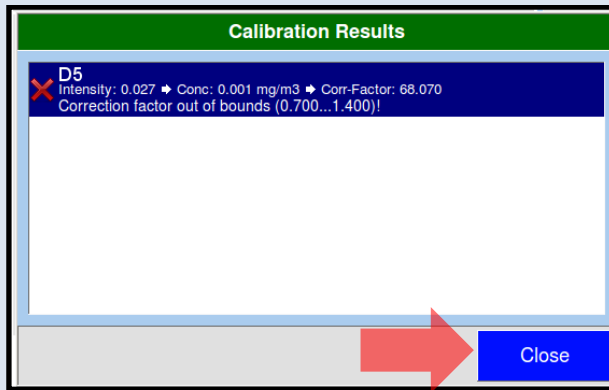 Calibration Results
D5
Intensity: 0.027 🡆 Conc: 0.001 mg/m3 🡆 Corr-Factor: 68.070
Correction factor out of bounds (0.700...1.400)!
Close